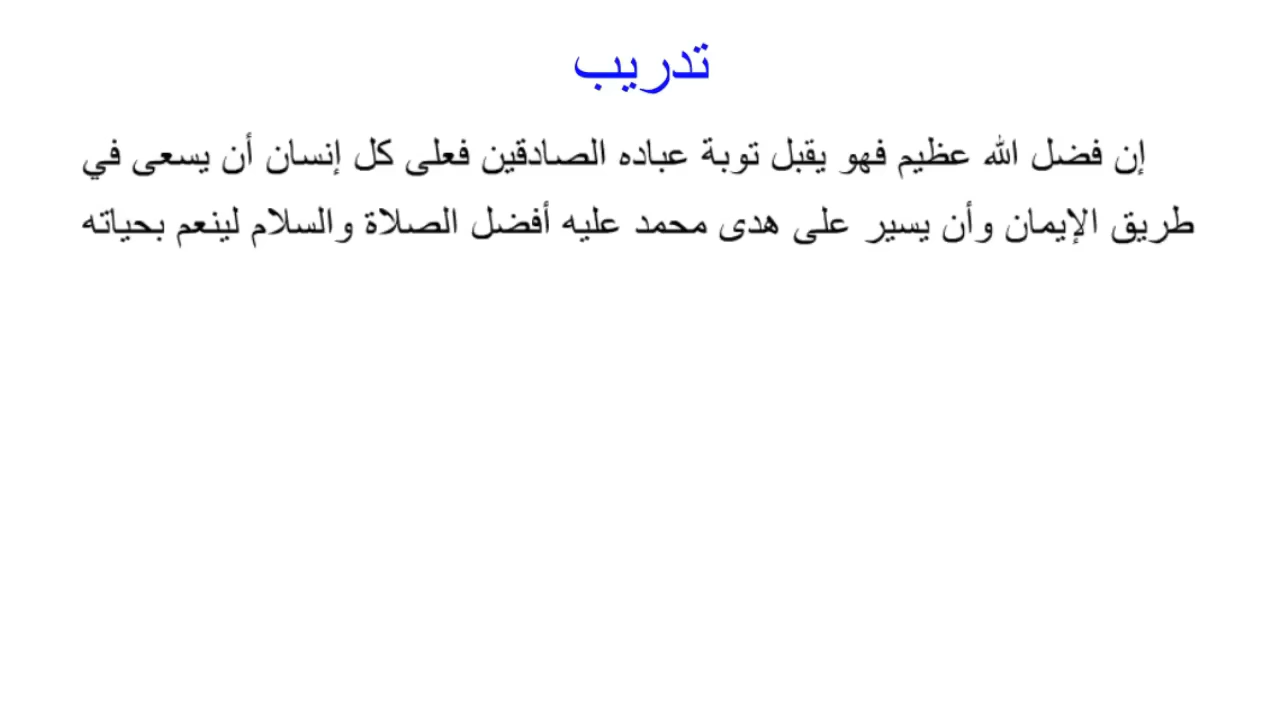 تدريب
إن فضل الله عظيم فهو يقبل توبة عباده الصادقين فعلى كل إنسان أن يسعى في
طريق الإيمان وأن يسير على هدى محمد عليه أفضل الصلاة والسلام لينعم بحياته